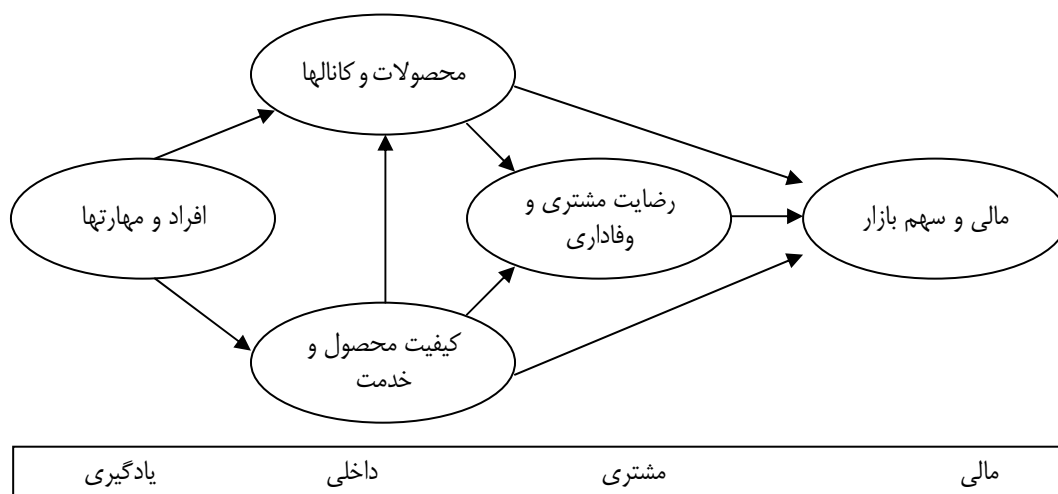 محصولات و کانالها
افراد و مهارتها
رضایت مشتری و
وفاداری
مالی و سهم بازار
کیفیت محصول و
خدمت
یادگیری
داخلی
مشتری
مالی